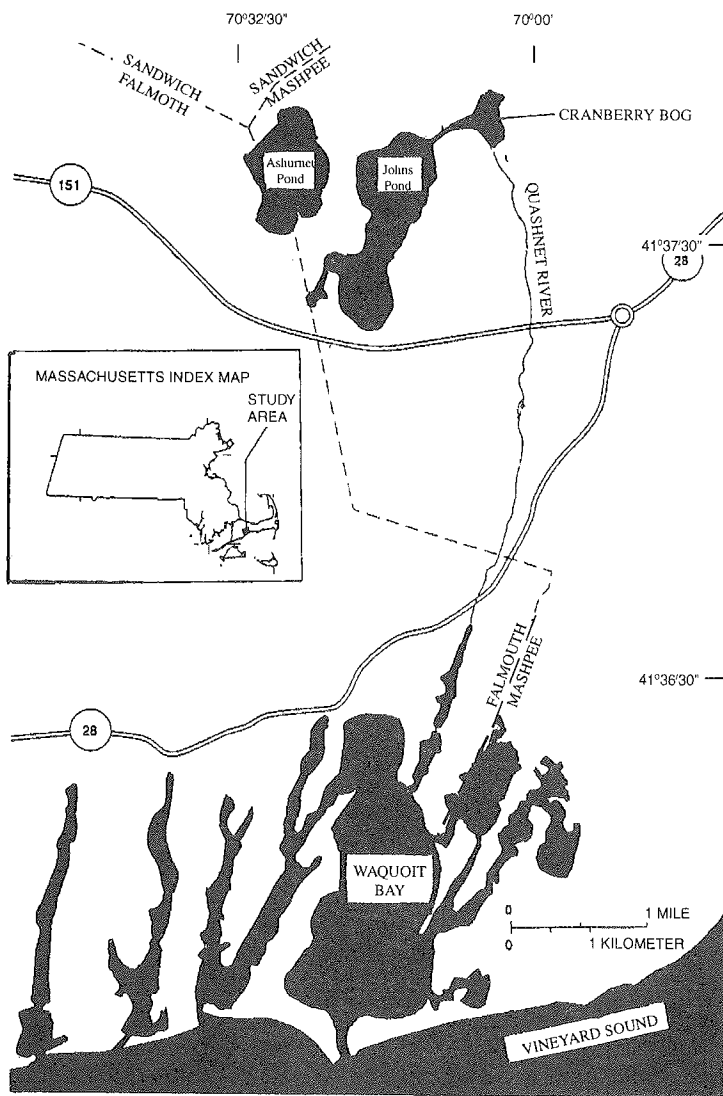 70°32'30"
70°00'
SANDWICH
FALMOTH
SANDWICH
MASHPEE
CRANBERRY BOG
Ashurnet
Pond
Johns
Pond
151
QUASHNET RIVER
41°37'30"
28
MASSACHUSETTS INDEX MAP
STUDY
AREA
FALMOUTH
MASHPEE
41°36'30"
28
WAQUOIT
BAY
0
1 MILE
0
1 KILOMETER
VINEYARD SOUND